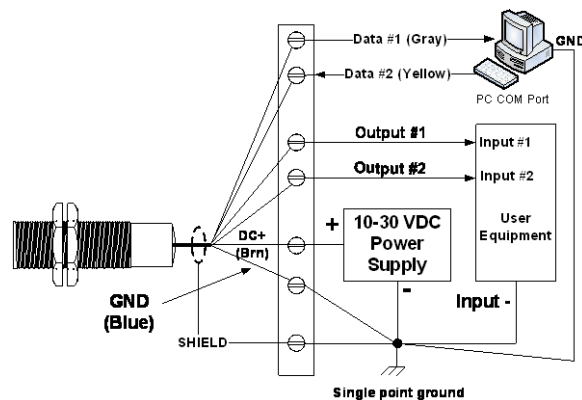 Data #1 (Gray)
GND
Data #2 (Yellow)
PC COM Port
Output #1
Input #1
Output #2
Input #2
User
Equipment
+
10-30 VDC
Power
Supply
DC+
(Brn)
-
GND
(Blue)
Input -
SHIELD
Single point ground